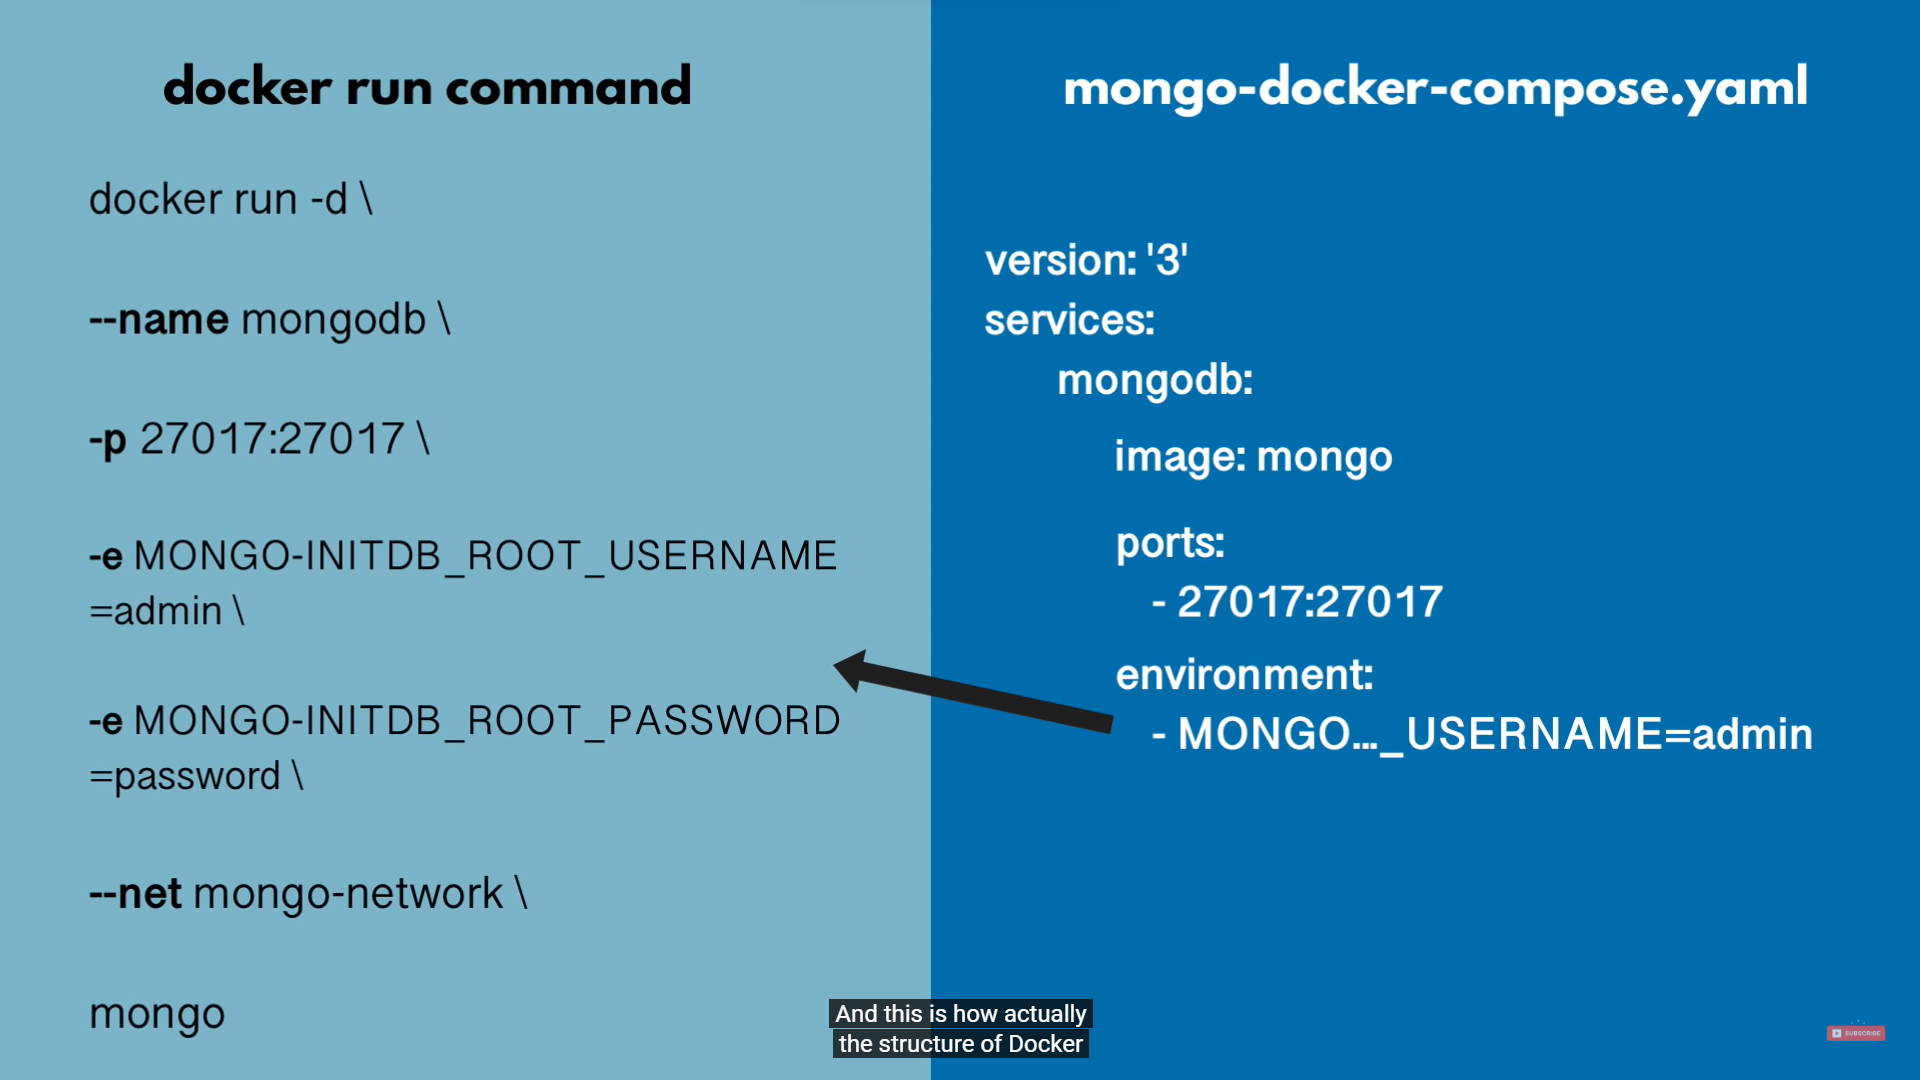 docker run command
docker run -d \
--name mongodb \
-p 27017:27017 \
-e MONGO-INITDB_ROOT_USERNAME
=admin \
-e MONGO-INITDB_ROOT_PASSWORD
=password \
--net mongo-network \
mongo
mongo-docker-compose.yaml
version: '3'
services:
mongodb:
image: mongo
ports:
- 27017:27017
environment:
- MONGO..._USERNAME=admin
And this is how actually
the structure of Docker
SUBSCRIBE